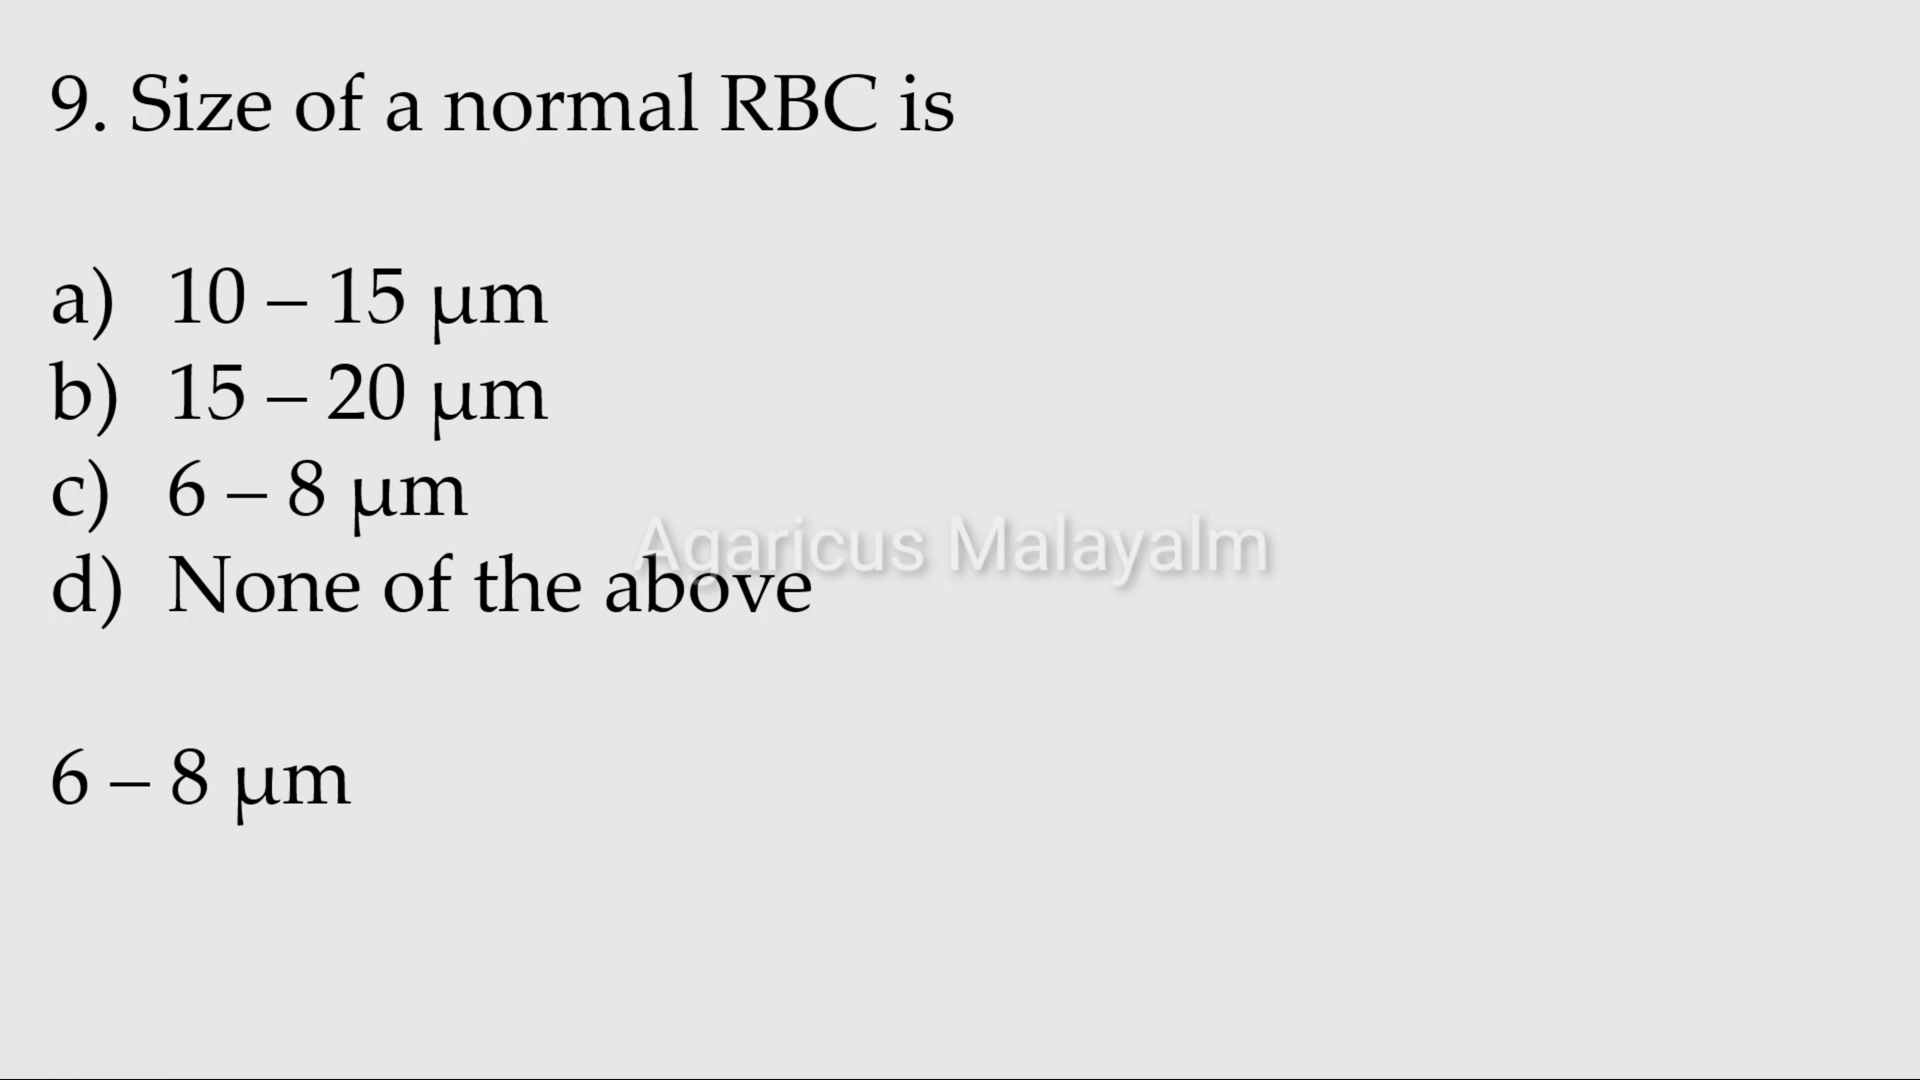 9. Size of a normal RBC is
a) 10 – 15 μm
b) 15 – 20 μm
c) 6 – 8 μm
Agaricus Malayalm
d) None of the above
6 – 8 μm